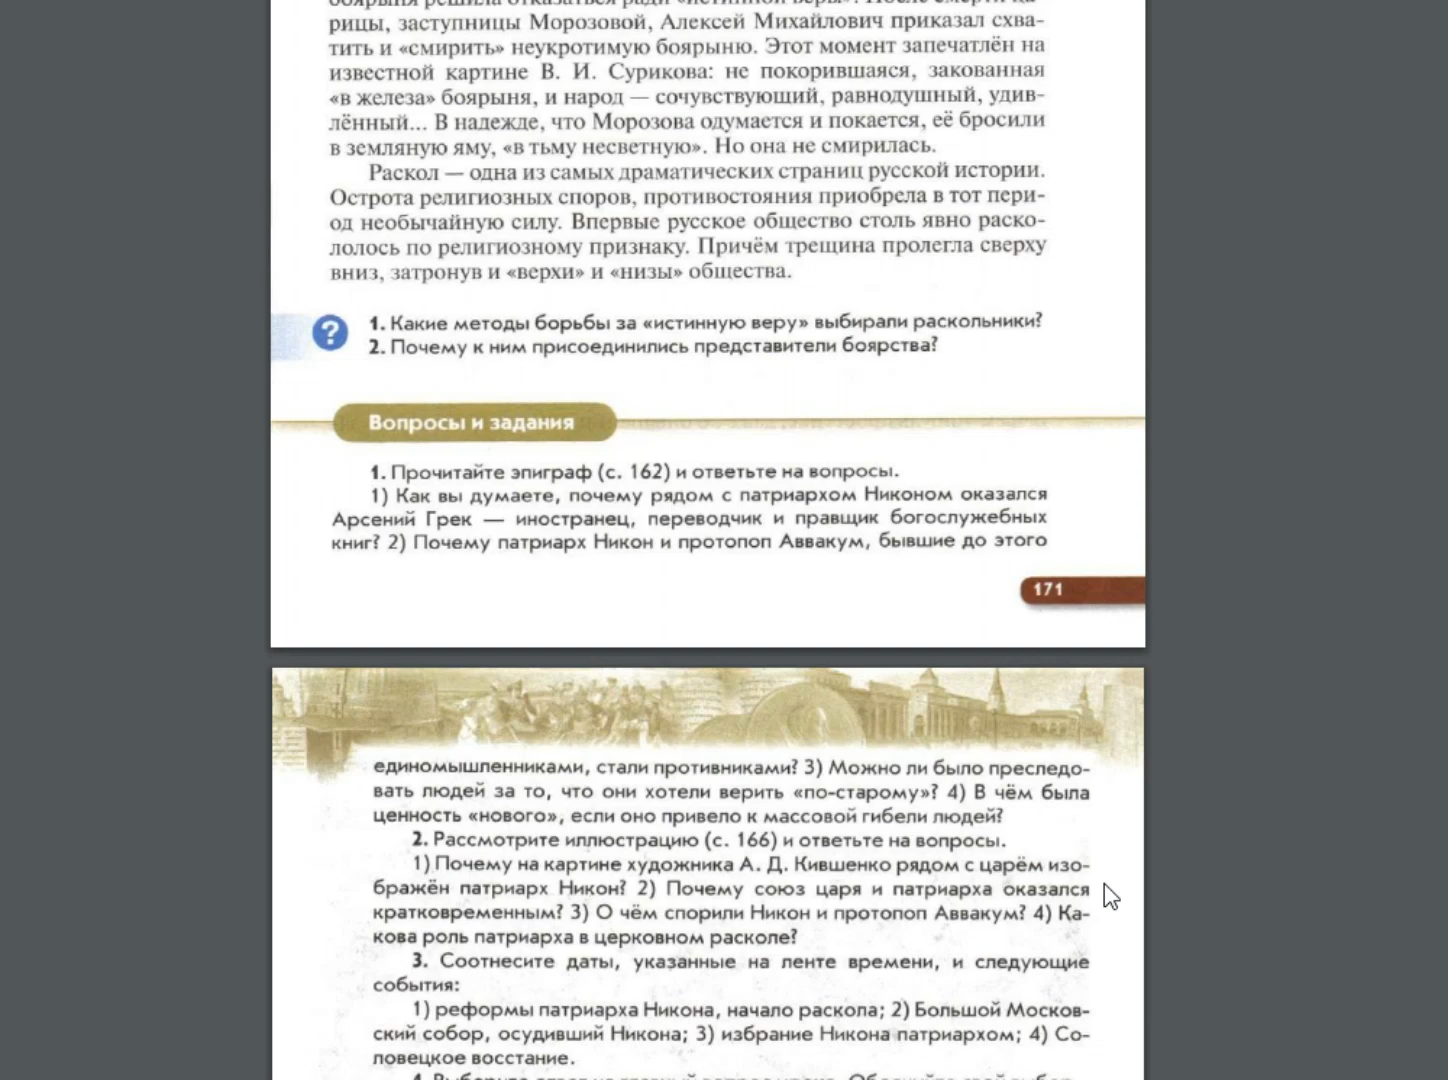 рицы, заступницы Морозовой, Алексей Михайлович приказал схва-
тить и «смирить» неукротимую боярыню. Этот момент запечатлён на
известной картине В. И. Сурикова: не покорившаяся, закованная
«в железа» боярыня, и народ — сочувствующий, равнодушный, удив-
лённый... В надежде, что Морозова одумается и покается, её бросили
в земляную яму, «в тьму несветную». Но она не смирилась.
Раскол — одна из самых драматических страниц русской истории.
Острота религиозных споров, противостояния приобрела в тот пери-
од необычайную силу. Впервые русское общество столь явно раско-
лолось по религиозному признаку. Причём трещина пролегла сверху
вниз, затронув и «верхи» и «низы» общества.
?
1. Какие методы борьбы за «истинную веру» выбирали раскольники?
2. Почему к ним присоединились представители боярства?
Вопросы и задания
1. Прочитайте эпиграф (с. 162) и ответьте на вопросы.
1) Как вы думаете, почему рядом с патриархом Никоном оказался
Арсений Грек — иностранец, переводчик и правщик богослужебных
книг? 2) Почему патриарх Никон и протопоп Аввакум, бывшие до этого
171
единомышленниками, стали противниками? 3) Можно ли было преследо-
вать людей за то, что они хотели верить «по-старому»? 4) В чём была
ценность «нового», если оно привело к массовой гибели людей?
2. Рассмотрите иллюстрацию (с. 166) и ответьте на вопросы.
1) Почему на картине художника А. Д. Кившенко рядом с царём изо-
бражён патриарх Никон? 2) Почему союз царя и патриарха оказался
кратковременным? 3) О чём спорили Никон и протопоп Аввакум? 4) Ка-
кова роль патриарха в церковном расколе?
3. Соотнесите даты, указанные на ленте времени, и следующие
события:
1) реформы патриарха Никона, начало раскола; 2) Большой Москов-
ский собор, осудивший Никона; 3) избрание Никона патриархом; 4) Со-
ловецкое восстание.